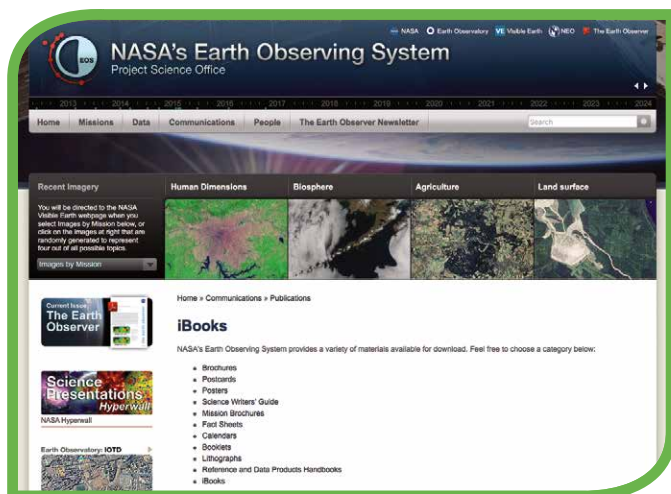 NASA Earth Observatory VE Visible Earth NEO The Earth Observer
EOS
NASA's Earth Observing System
Project Science Office
2013 2014 2015 2016 2017 2018 2019 2020 2021 2022 2023 2024
Home Missions Data Communications People The Earth Observer Newsletter Search
Recent Imagery Human Dimensions Biosphere Agriculture Land surface
You will be directed to the NASA
Visible Earth webpage when you
select Images by Mission below, or
click on the images at right that are
randomly generated to represent
four out of all possible topics.
Images by Mission
Home » Communications » Publications
Current Issue:
The Earth
Observer
iBooks
NASA's Earth Observing System provides a variety of materials available for download. Feel free to choose a category below:
Brochures
Postcards
Posters
Science Writers' Guide
Mission Brochures
Fact Sheets
Calendars
Booklets
Lithographs
Reference and Data Products Handbooks
iBooks
Science
Presentations
Hyperwall
NASA Hyperwall
Earth Observatory: IOTD